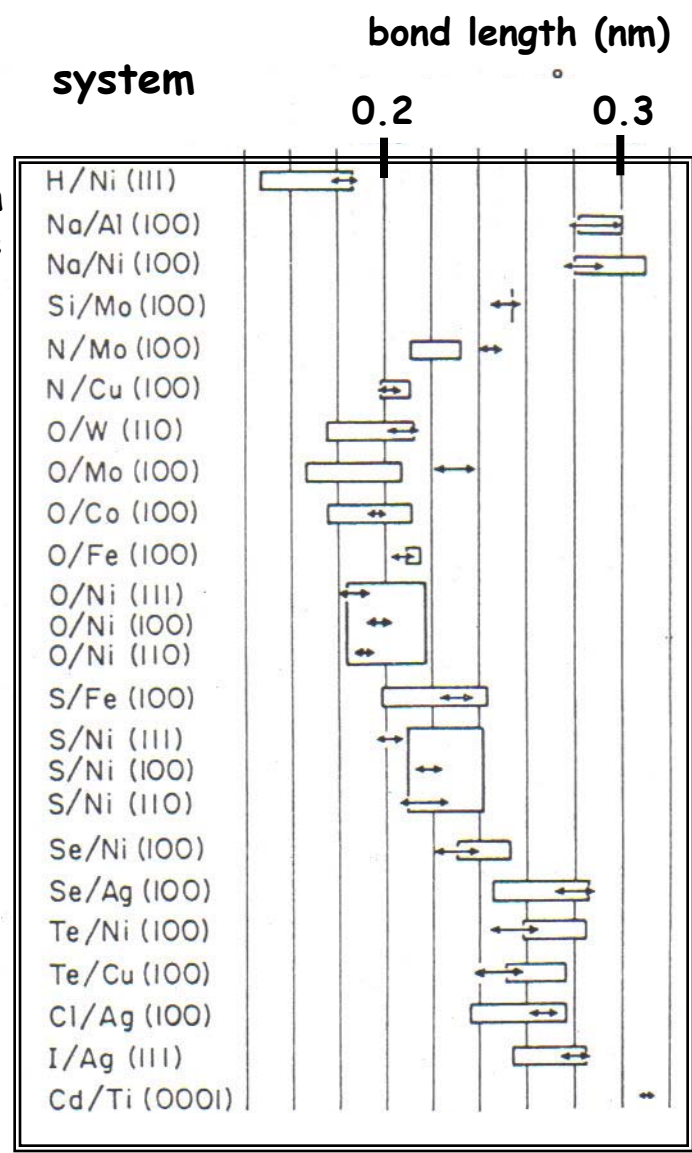 bond length (nm)
system
0.2 0.3
H/Ni (111)
Na/Al (100)
Na/Ni (100)
Si/Mo (100)
N/Mo (100)
N/Cu (100)
O/W (110)
O/Mo (100)
O/Co (100)
O/Fe (100)
O/Ni (111)
O/Ni (100)
O/Ni (110)
S/Fe (100)
S/Ni (111)
S/Ni (100)
S/Ni (110)
Se/Ni (100)
Se/Ag (100)
Te/Ni (100)
Te/Cu (100)
Cl/Ag (100)
I/Ag (111)
Cd/Ti (0001)